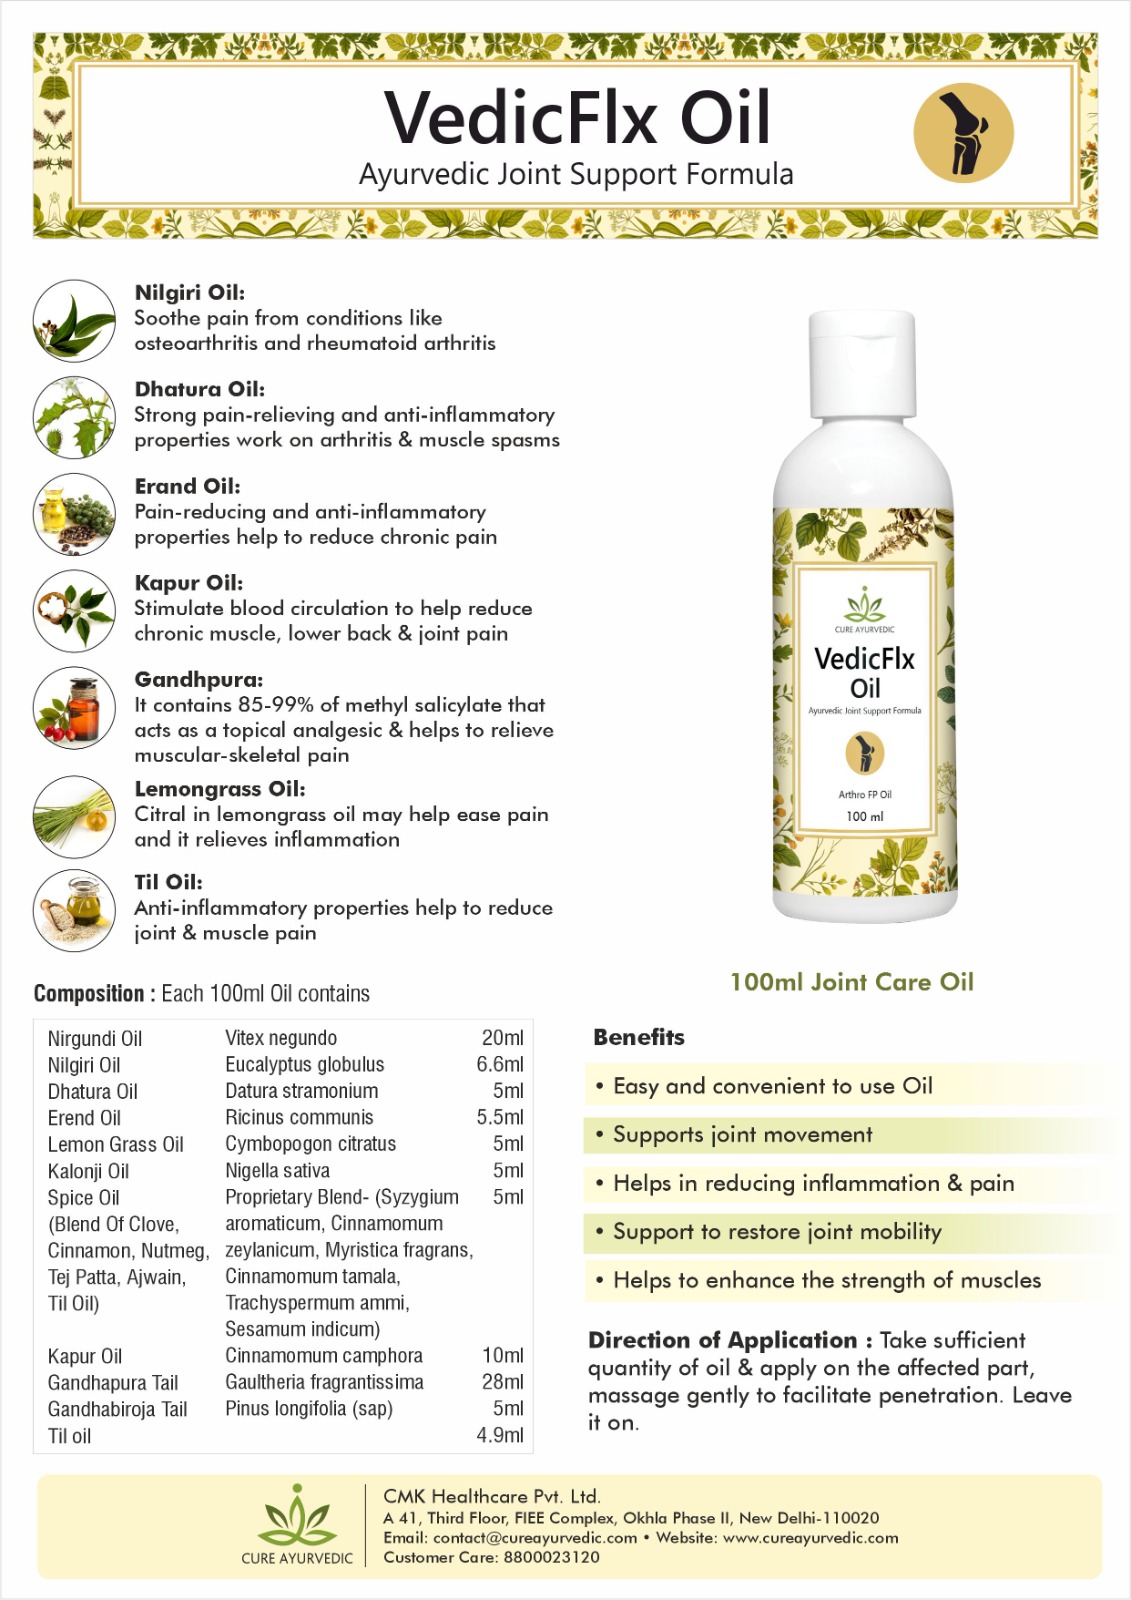 VedicFlx Oil
Ayurvedic Joint Support Formula
Nilgiri Oil:
Soothe pain from conditions like
osteoarthritis and rheumatoid arthritis
Dhatura Oil:
Strong pain-relieving and anti-inflammatory
properties work on arthritis & muscle spasms
Erand Oil:
Pain-reducing and anti-inflammatory
properties help to reduce chronic pain
Kapur Oil:
Stimulate blood circulation to help reduce
chronic muscle, lower back & joint pain
Gandhpura:
It contains 85-99% of methyl salicylate that
acts as a topical analgesic & helps to relieve
muscular-skeletal pain
Lemongrass Oil:
Citral in lemongrass oil may help ease pain
and it relieves inflammation
Til Oil:
Anti-inflammatory properties help to reduce
joint & muscle pain
CURE AYURVEDIC
VedicFlx
Oil
Ayurvedic Joint Support Formula
Arthro FP Oil
100 ml
100ml Joint Care Oil
Composition : Each 100ml Oil contains
Nirgundi Oil Vitex negundo 20ml
Nilgiri Oil Eucalyptus globulus 6.6ml
Dhatura Oil Datura stramonium 5ml
Erend Oil Ricinus communis 5.5ml
Lemon Grass Oil Cymbopogon citratus 5ml
Kalonji Oil Nigella sativa 5ml
Spice Oil Proprietary Blend- (Syzygium 5ml
(Blend Of Clove, aromaticum, Cinnamomum
Cinnamon, Nutmeg, zeylanicum, Myristica fragrans,
Tej Patta, Ajwain, Cinnamomum tamala,
Til Oil) Trachyspermum ammi,
Sesamum indicum)
Kapur Oil Cinnamomum camphora 10ml
Gandhapura Tail Gaultheria fragrantissima 28ml
Gandhabiroja Tail Pinus longifolia (sap) 5ml
Til oil 4.9ml
Benefits
• Easy and convenient to use Oil
• Supports joint movement
• Helps in reducing inflammation & pain
• Support to restore joint mobility
• Helps to enhance the strength of muscles
Direction of Application : Take sufficient
quantity of oil & apply on the affected part,
massage gently to facilitate penetration. Leave
it on.
CURE AYURVEDIC
CMK Healthcare Pvt. Ltd.
A 41, Third Floor, FIEE Complex, Okhla Phase II, New Delhi-110020
Email: contact@cureayurvedic.com • Website: www.cureayurvedic.com
Customer Care: 8800023120